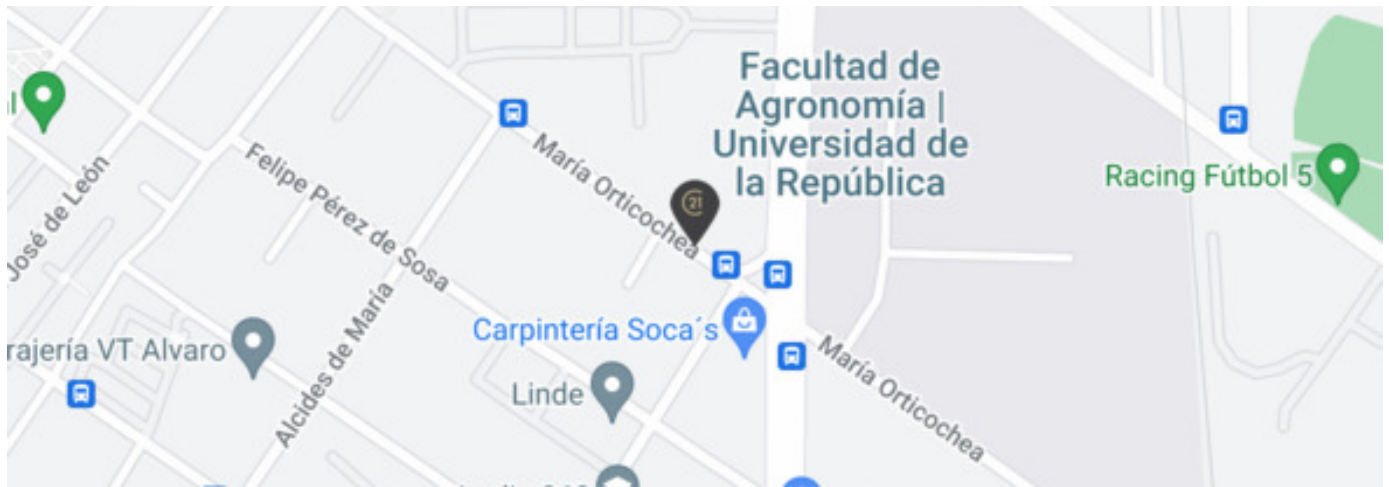 Facultad de
Agronomía |
Universidad de
la República
María Orticochea
21
Racing Fútbol 5
José de León
Felipe Pérez de Sosa
Alcides de María
Carpintería Soca´s
rajería VT Alvaro
Linde
María Orticochea